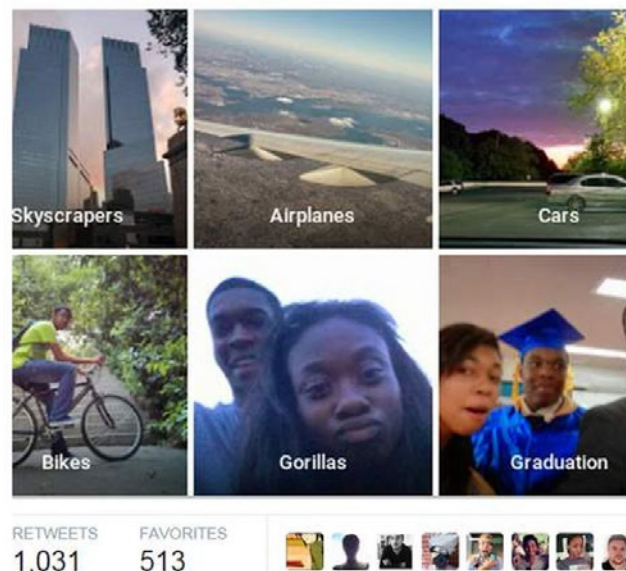 Skyscrapers
Airplanes
Cars
Bikes
Gorillas
Graduation
RETWEETS
FAVORITES
1,031
513